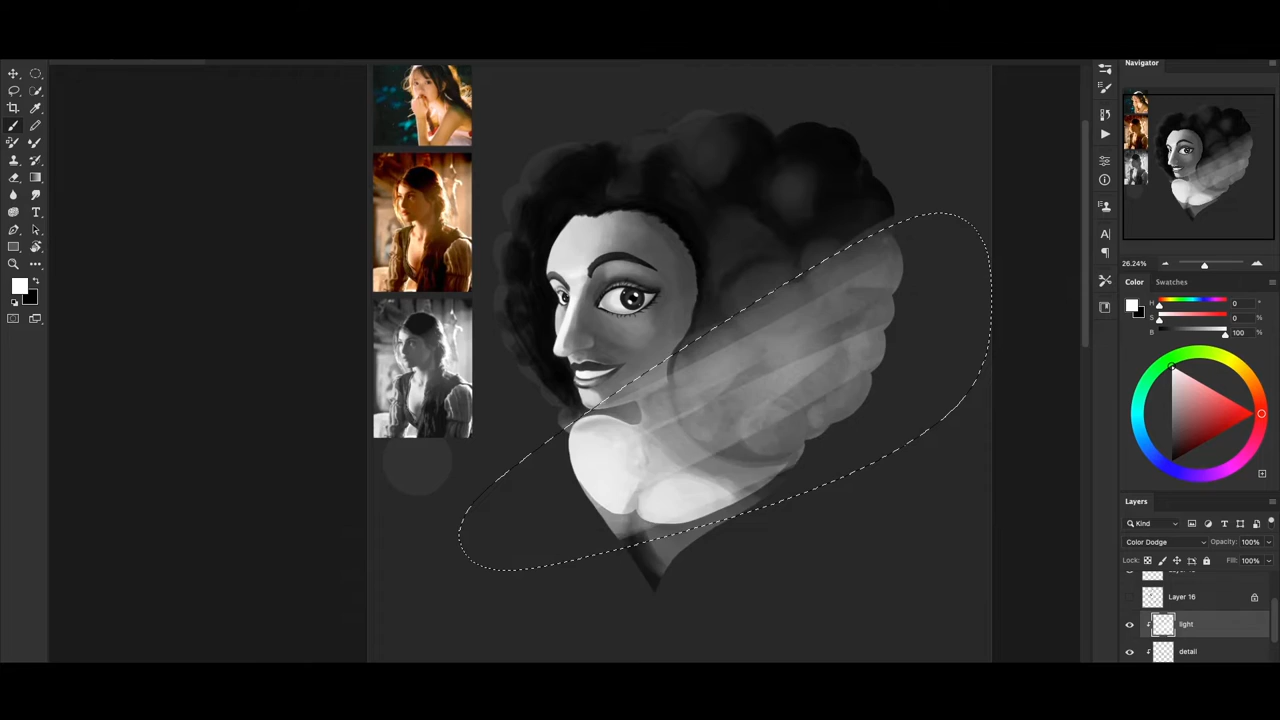 Navigator
26.24%
Color Swatches
H 0 °
S 0 %
B 100 %
Layers
Kind
Color Dodge Opacity: 100%
Lock: Fill: 100%
Layer 16
light
detail